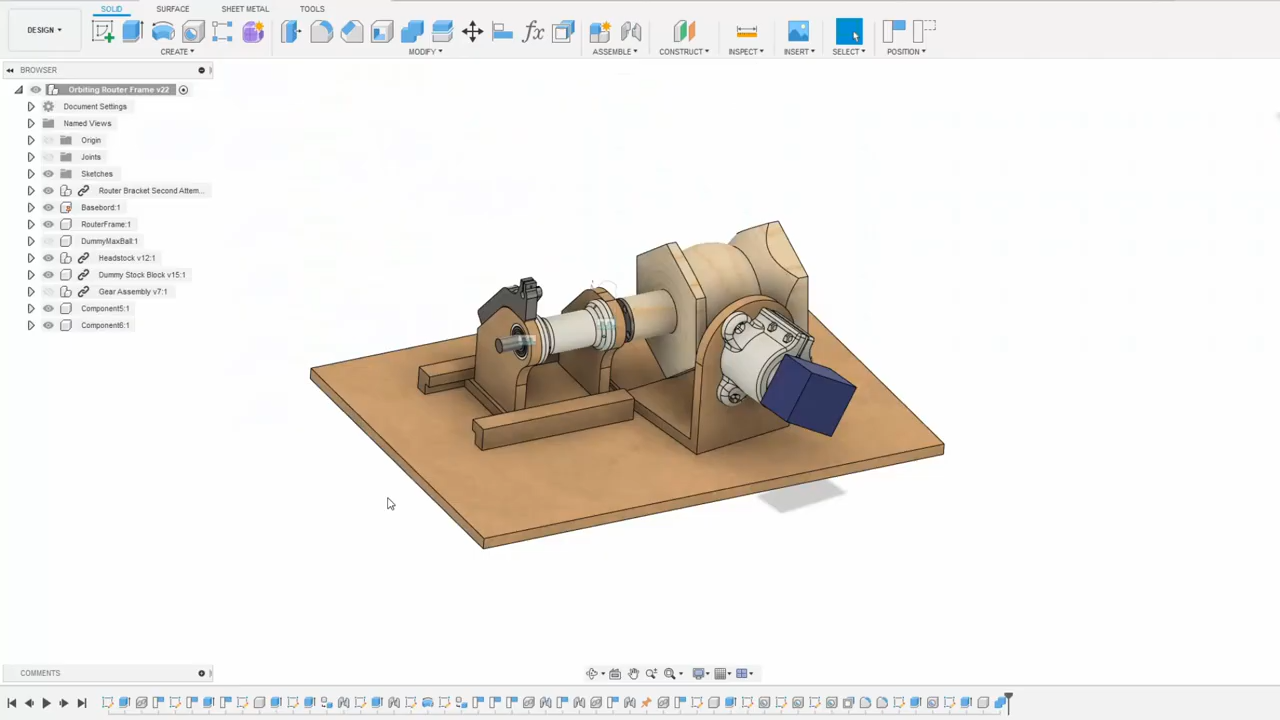 SOLID SURFACE SHEET METAL TOOLS
DESIGN
CREATE MODIFY ASSEMBLE CONSTRUCT INSPECT INSERT SELECT POSITION
fx
BROWSER
Orbiting Router Frame v22
Document Settings
Named Views
Origin
Joints
Sketches
Router Bracket Second Attem...
Basebord:1
RouterFrame:1
DummyMaxBall:1
Headstock v12:1
Dummy Stock Block v15:1
Gear Assembly v7:1
Component5:1
Component6:1
COMMENTS